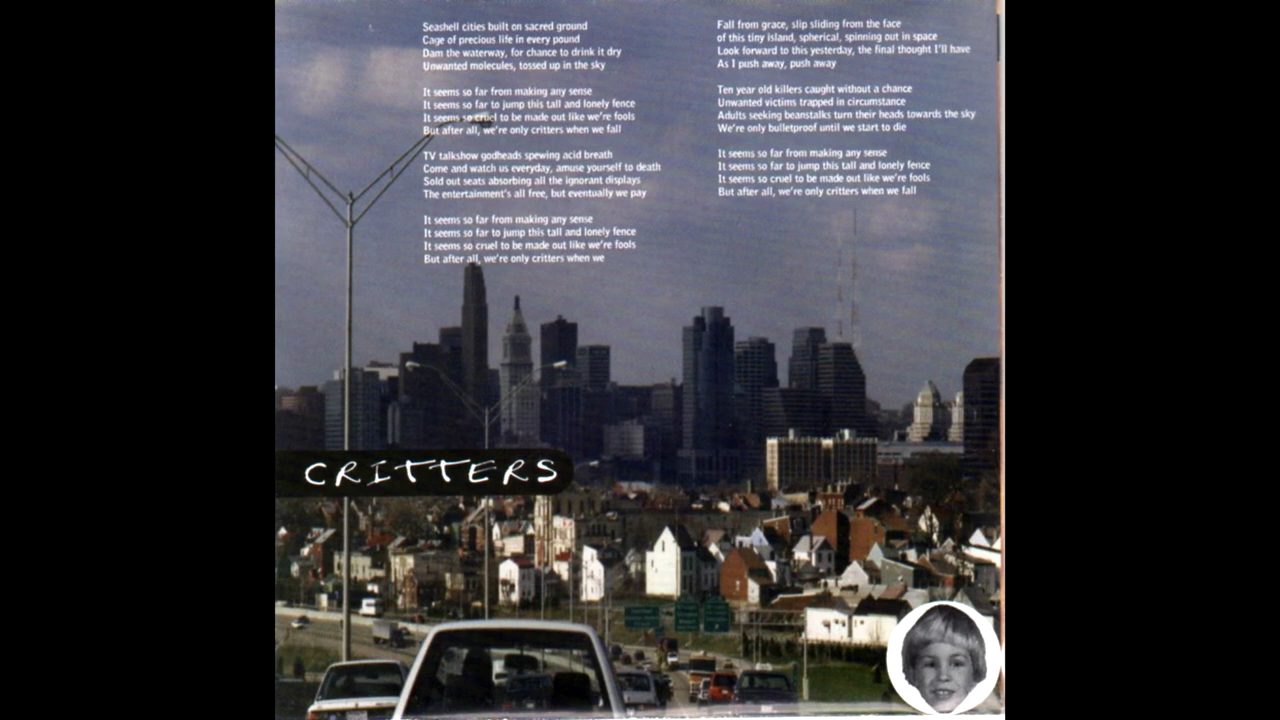 Seashell cities built on sacred ground
Cage of precious life in every pound
Dam the waterway, for chance to drink it dry
Unwanted molecules, tossed up in the sky
It seems so far from making any sense
It seems so far to jump this tall and lonely fence
It seems so cruel to be made out like we're fools
But after all, we're only critters when we fall
TV talkshow godheads spewing acid breath
Come and watch us everyday, amuse yourself to death
Sold out seats absorbing all the ignorant displays
The entertainment's all free, but eventually we pay
It seems so far from making any sense
It seems so far to jump this tall and lonely fence
It seems so cruel to be made out like we're fools
But after all, we're only critters when we
Fall from grace, slip sliding from the face
of this tiny island, spherical, spinning out in space
Look forward to this yesterday, the final thought I'll have
As I push away, push away
Ten year old killers caught without a chance
Unwanted victims trapped in circumstance
Adults seeking beanstalks turn their heads towards the sky
We're only bulletproof until we start to die
It seems so far from making any sense
It seems so far to jump this tall and lonely fence
It seems so cruel to be made out like we're fools
But after all, we're only critters when we fall
CRITTERS